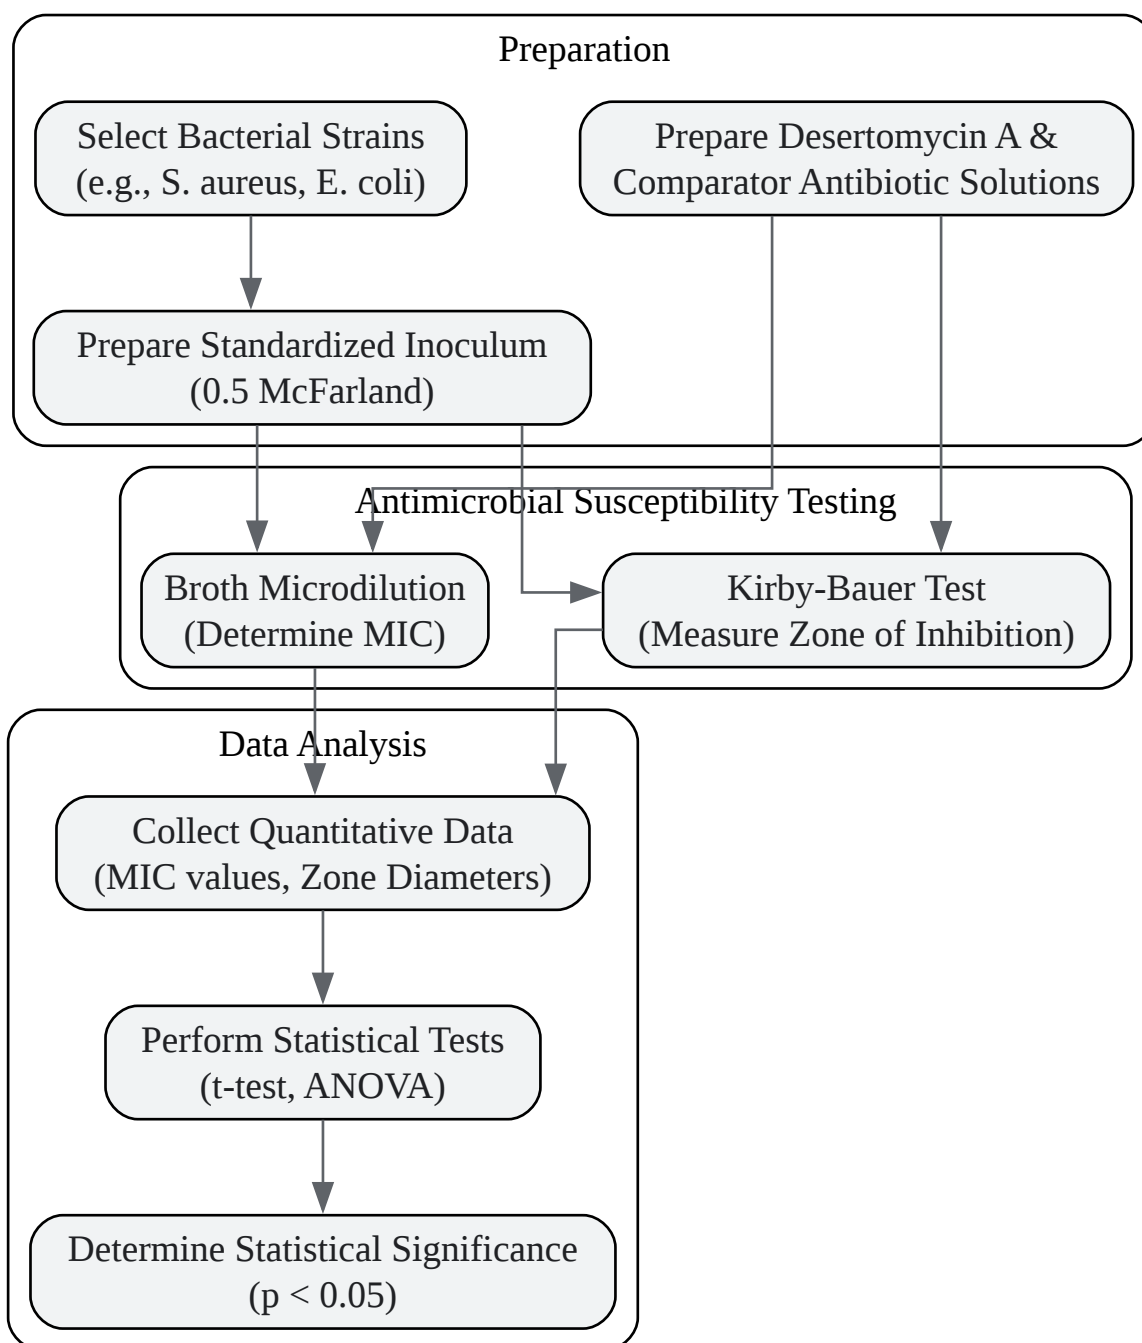 Preparation
Select Bacterial Strains
(e.g., S. aureus, E. coli)
Prepare Desertomycin A &
Comparator Antibiotic Solutions
Prepare Standardized Inoculum
(0.5 McFarland)
Antimicrobial Susceptibility Testing
Broth Microdilution
(Determine MIC)
Kirby-Bauer Test
(Measure Zone of Inhibition)
Data Analysis
Collect Quantitative Data
(MIC values, Zone Diameters)
Perform Statistical Tests
(t-test, ANOVA)
Determine Statistical Significance
(p < 0.05)